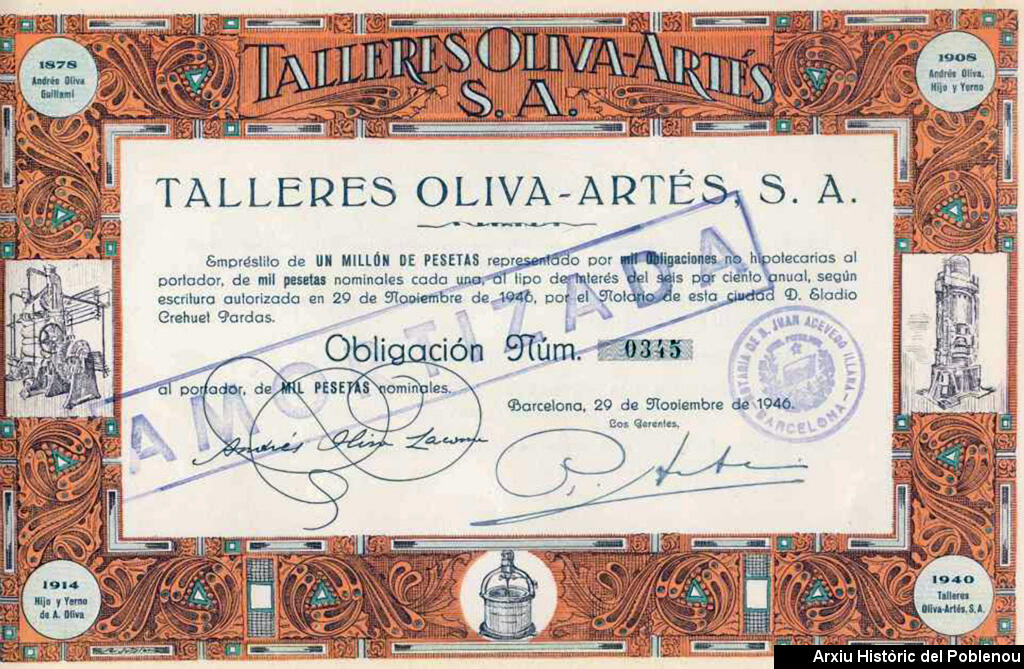 TALLERES OLIVA-ARTÉS
S. A.
1878
Andrés Oliva
Guillamí
1908
Andrés Oliva,
Hijo y Yerno
TALLERES OLIVA-ARTÉS, S. A.
Empréstito de UN MILLÓN DE PESETAS representado por mil Obligaciones no hipotecarias al
portador, de mil pesetas nominales cada una, al tipo de interés del seis por ciento anual, según
escritura autorizada en 29 de Noviembre de 1946, por el Notario de esta ciudad D. Eladio
Crehuet Pardas.
AMORTIZADA
Obligación Núm. 0345
al portador, de MIL PESETAS nominales.
Barcelona, 29 de Noviembre de 1946.
Los Gerentes,
NOTARIA DE D. JUAN ACEVEDO
BARCELONA
Andrés Oliva Lacoma
1914
Hijo y Yerno
de A. Oliva
1940
Talleres
Oliva-Artés, S.A.
Arxiu Històric del Poblenou